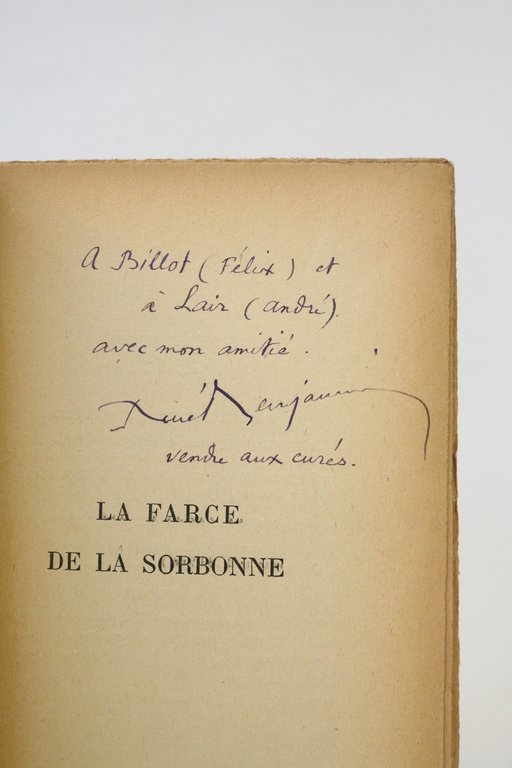 A Billot (Félix) et
à Lair (André).
avec mon amitié.
René Benjamin
vendu aux curés.
LA FARCE
DE LA SORBONNE